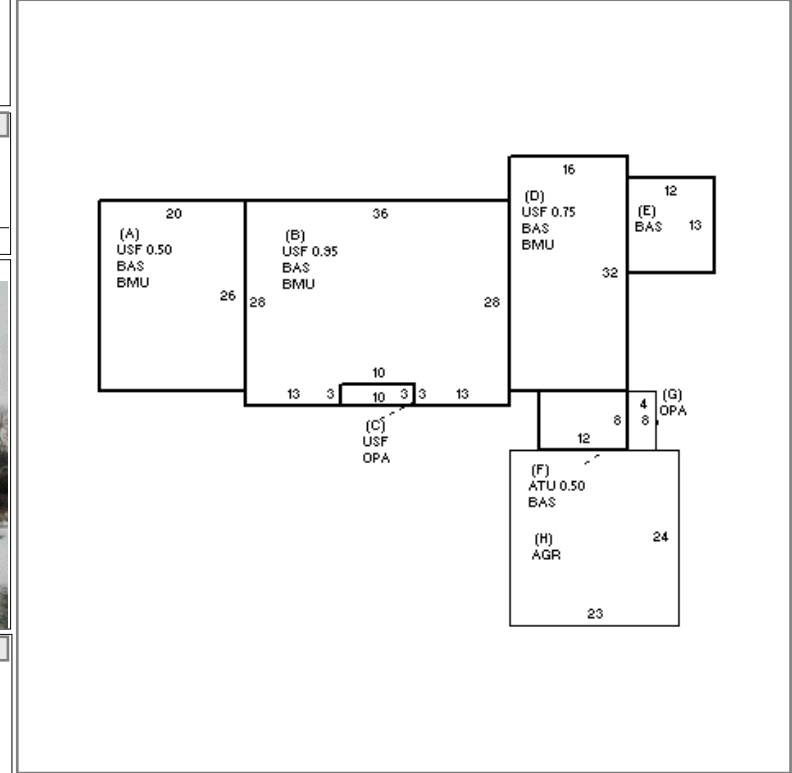 16
12
(D)
USF 0.75
BAS
BMU
(E)
BAS
13
20
36
(A)
USF 0.50
BAS
BMU
(B)
USF 0.95
BAS
BMU
32
26
28
28
10
13
3
10
3
3
13
(C)
USF
OPA
(G)
OPA
4
8
8
12
(F)
ATU 0.50
BAS
(H)
AGR
24
23